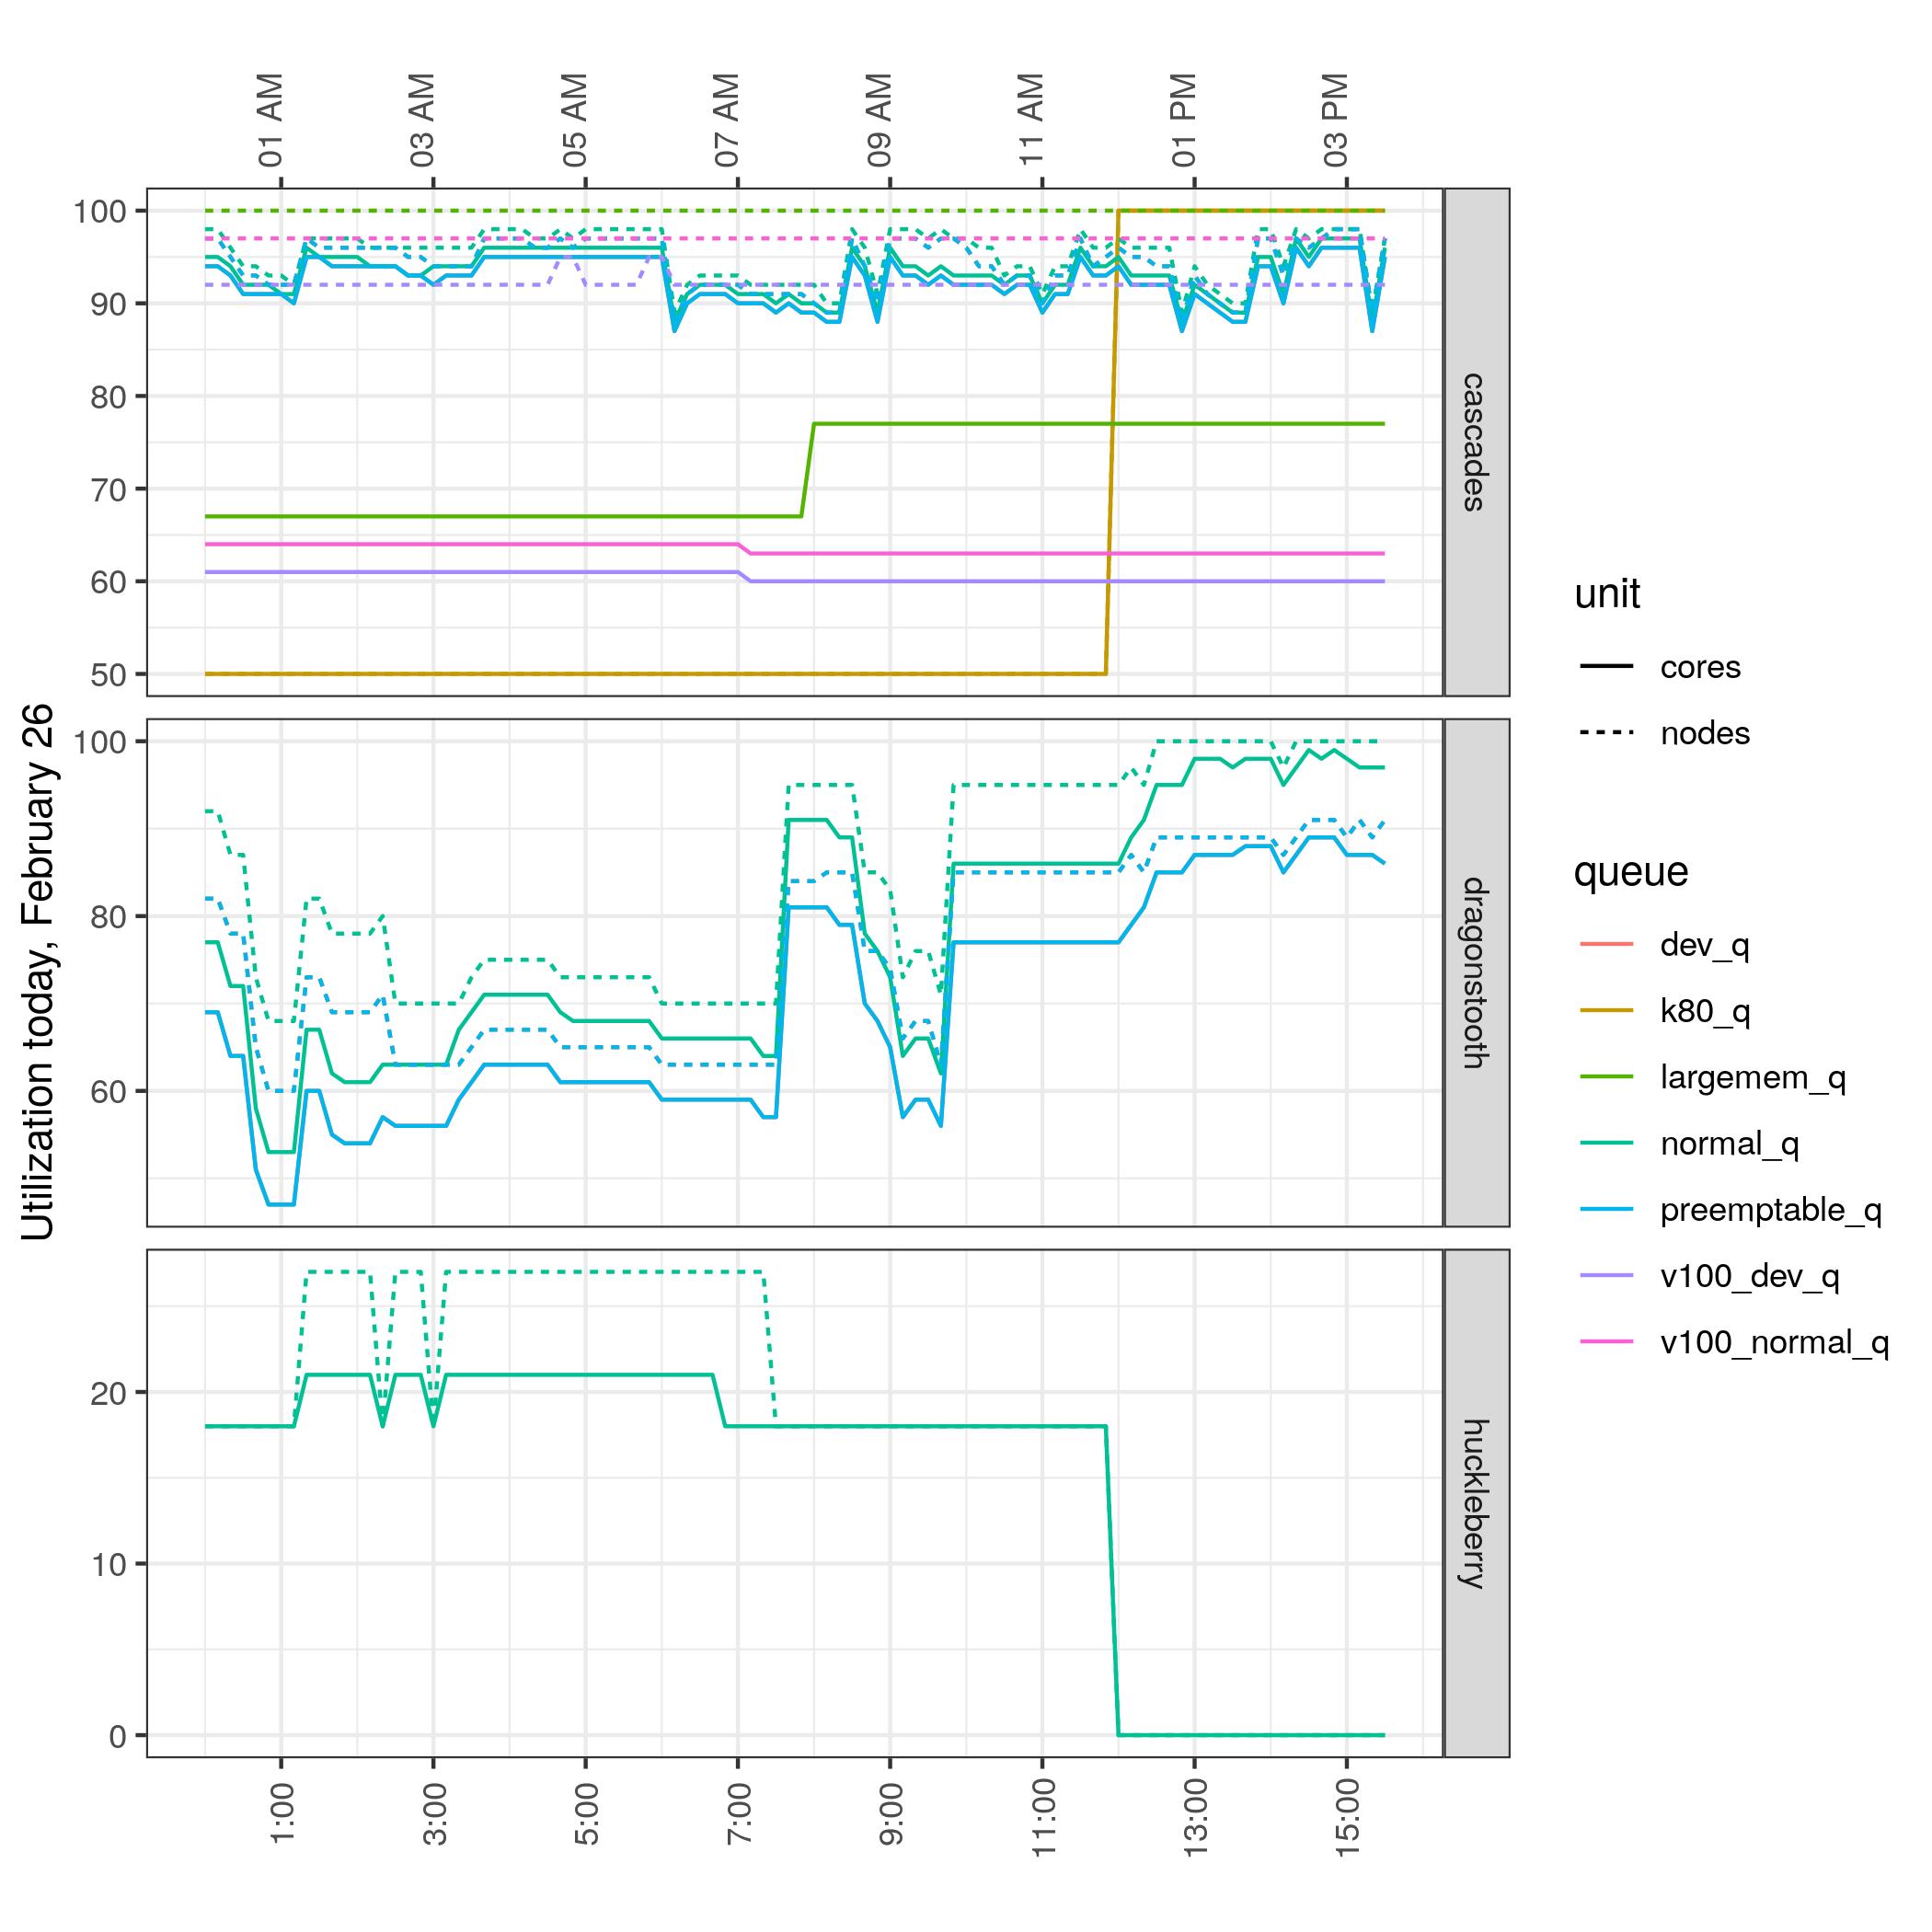 01 AM
03 AM
05 AM
07 AM
09 AM
11 AM
01 PM
03 PM
Utilization today, February 26
100
90
80
70
60
50
cascades
100
80
60
dragonstooth
20
10
0
huckleberry
1:00
3:00
5:00
7:00
9:00
11:00
13:00
15:00
unit
cores
nodes
queue
dev_q
k80_q
largemem_q
normal_q
preemptable_q
v100_dev_q
v100_normal_q